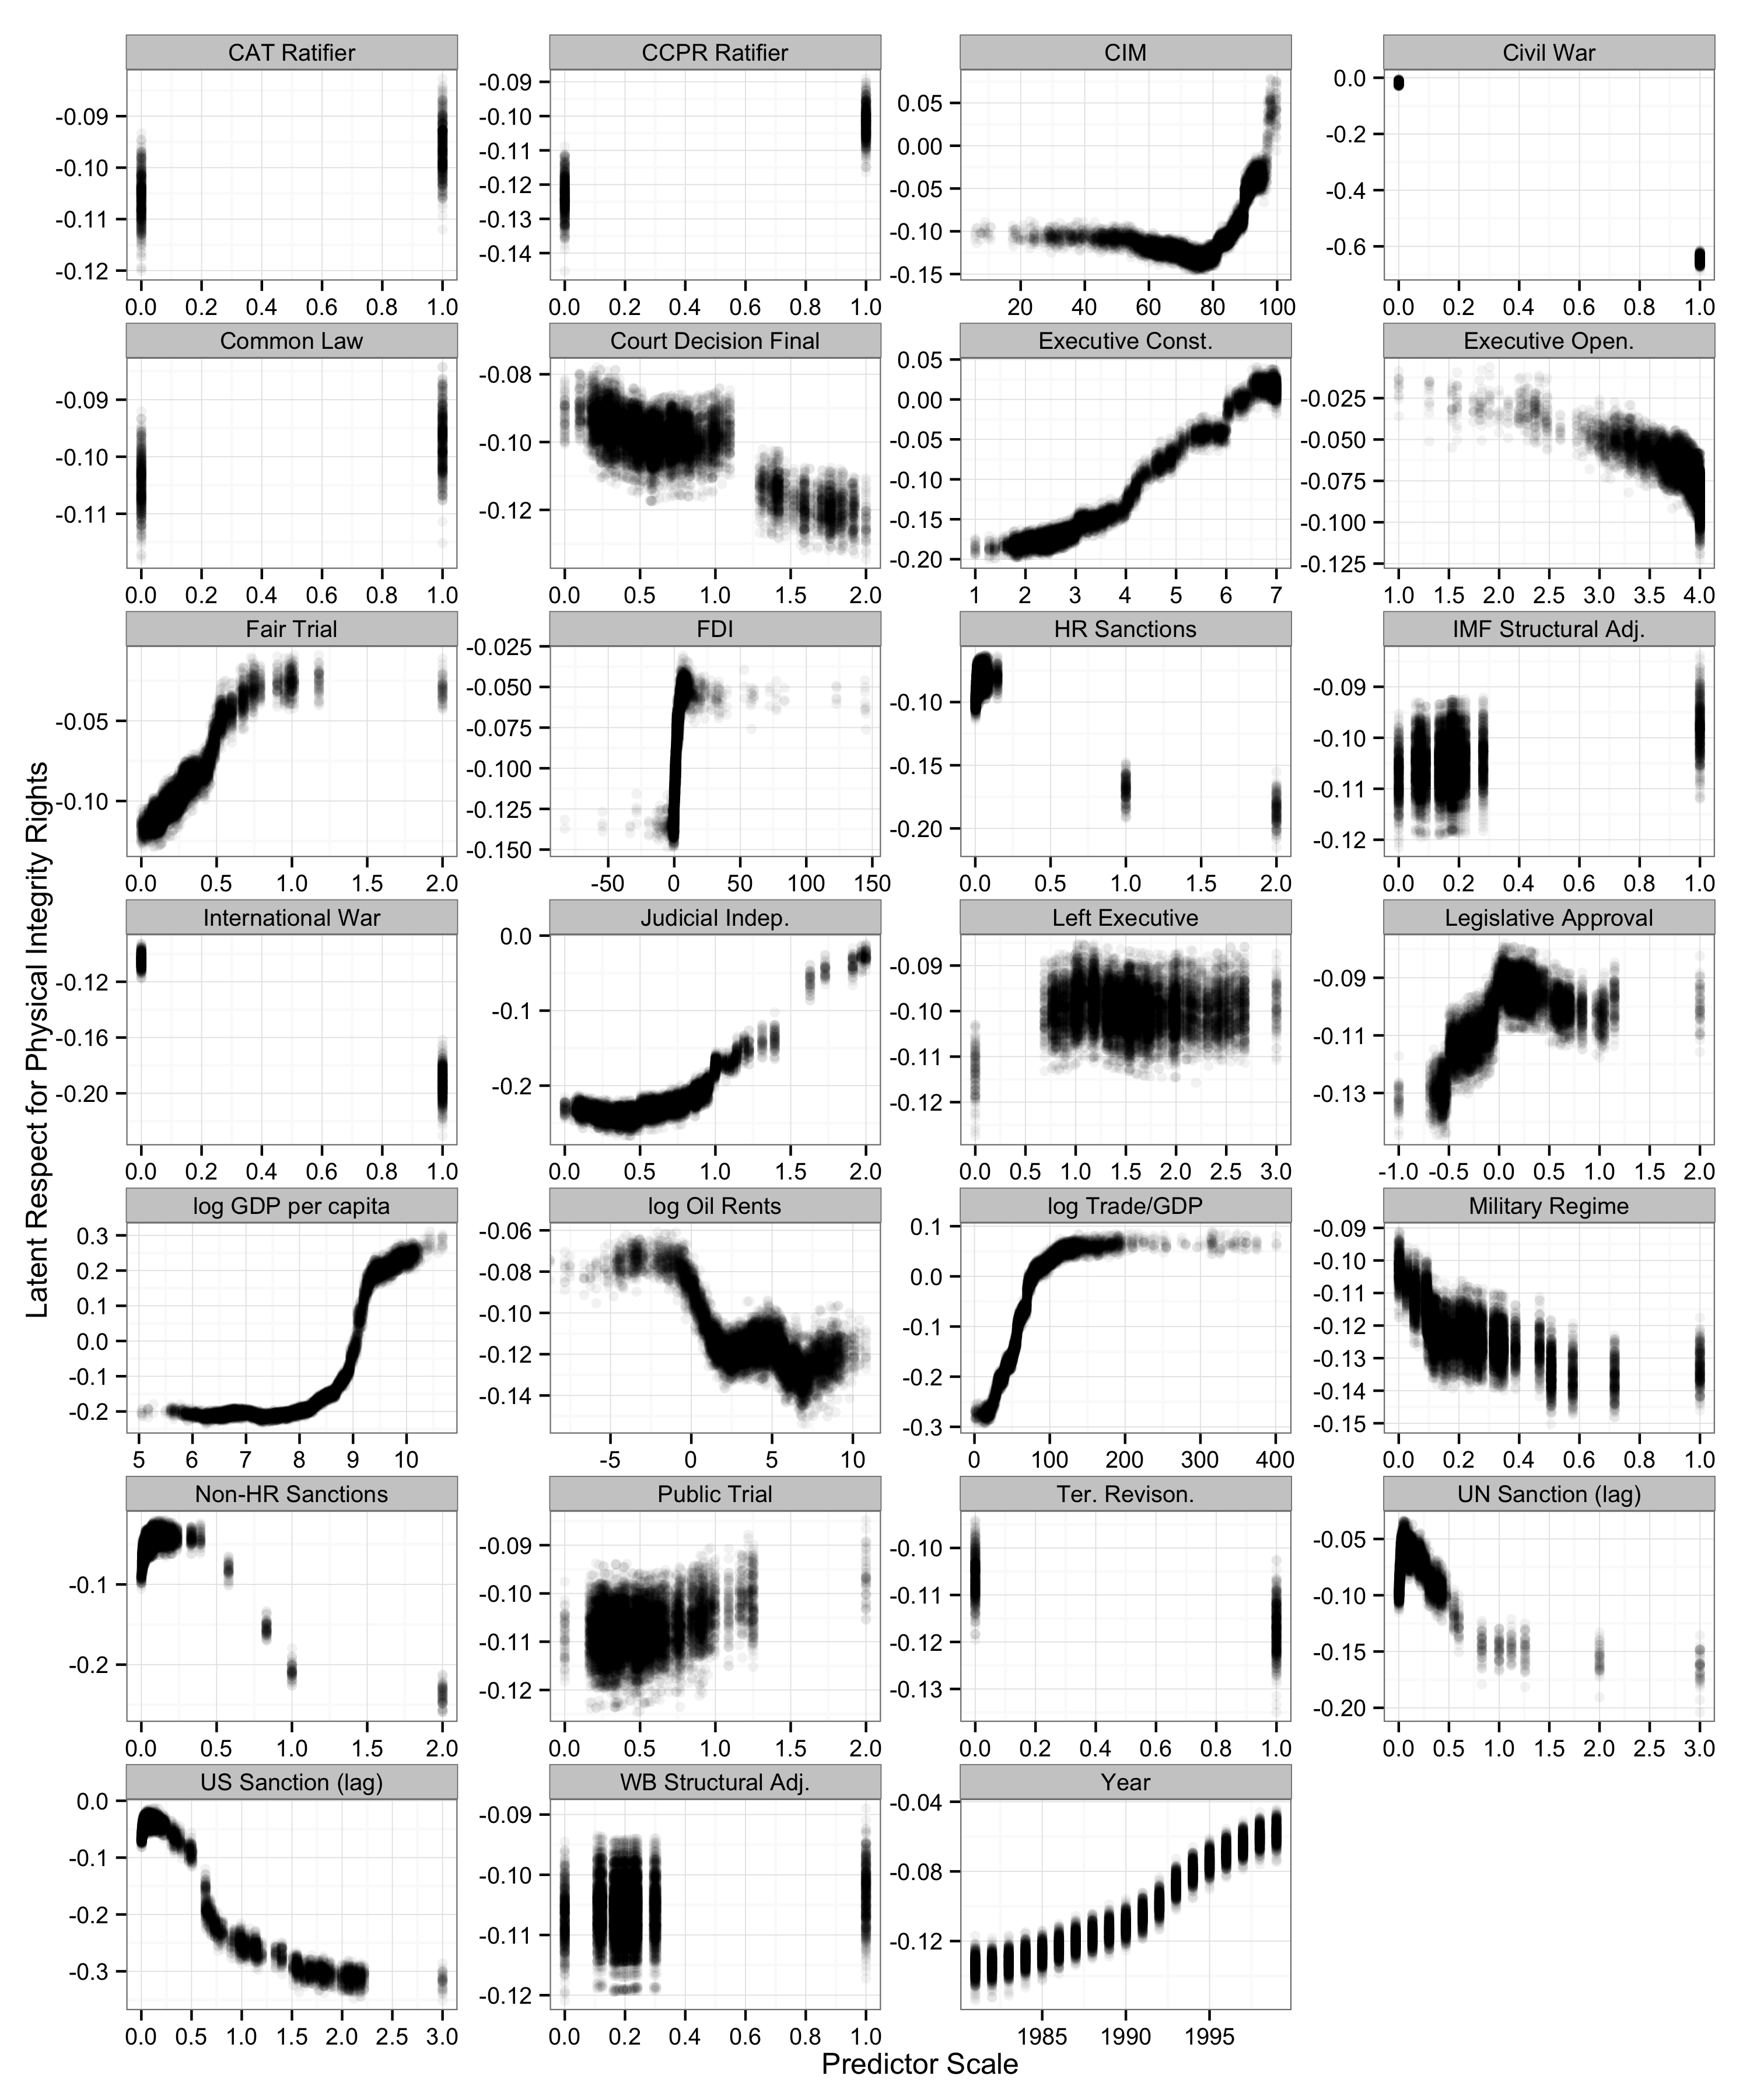 CAT Ratifier CCPR Ratifier CIM Civil War
-0.09 -0.10 -0.11 -0.12
-0.09 -0.10 -0.11 -0.12 -0.13 -0.14
0.05 0.00 -0.05 -0.10 -0.15
0.0 -0.2 -0.4 -0.6
0.0 0.2 0.4 0.6 0.8 1.0
0.0 0.2 0.4 0.6 0.8 1.0
20 40 60 80 100
0.0 0.2 0.4 0.6 0.8 1.0
Common Law Court Decision Final Executive Const. Executive Open.
-0.09 -0.10 -0.11
-0.08 -0.10 -0.12
0.05 0.00 -0.05 -0.10 -0.15 -0.20
-0.025 -0.050 -0.075 -0.100 -0.125
0.0 0.2 0.4 0.6 0.8 1.0
0.0 0.5 1.0 1.5 2.0
1 2 3 4 5 6 7
1.0 1.5 2.0 2.5 3.0 3.5 4.0
Fair Trial FDI HR Sanctions IMF Structural Adj.
-0.05 -0.10
-0.025 -0.050 -0.075 -0.100 -0.125 -0.150
-0.10 -0.15 -0.20
-0.09 -0.10 -0.11 -0.12
0.0 0.5 1.0 1.5 2.0
-50 0 50 100 150
0.0 0.5 1.0 1.5 2.0
0.0 0.2 0.4 0.6 0.8 1.0
Latent Respect for Physical Integrity Rights
International War Judicial Indep. Left Executive Legislative Approval
-0.12 -0.16 -0.20
0.0 -0.1 -0.2
-0.09 -0.10 -0.11 -0.12
-0.09 -0.11 -0.13
0.0 0.2 0.4 0.6 0.8 1.0
0.0 0.5 1.0 1.5 2.0
0.0 0.5 1.0 1.5 2.0 2.5 3.0
-1.0 -0.5 0.0 0.5 1.0 1.5 2.0
log GDP per capita log Oil Rents log Trade/GDP Military Regime
0.3 0.2 0.1 0.0 -0.1 -0.2
-0.06 -0.08 -0.10 -0.12 -0.14
0.1 0.0 -0.1 -0.2 -0.3
-0.09 -0.10 -0.11 -0.12 -0.13 -0.14 -0.15
5 6 7 8 9 10
-5 0 5 10
0 100 200 300 400
0.0 0.2 0.4 0.6 0.8 1.0
Non-HR Sanctions Public Trial Ter. Revison. UN Sanction (lag)
-0.1 -0.2
-0.09 -0.10 -0.11 -0.12
-0.10 -0.11 -0.12 -0.13
-0.05 -0.10 -0.15 -0.20
0.0 0.5 1.0 1.5 2.0
0.0 0.5 1.0 1.5 2.0
0.0 0.2 0.4 0.6 0.8 1.0
0.0 0.5 1.0 1.5 2.0 2.5 3.0
US Sanction (lag) WB Structural Adj. Year
0.0 -0.1 -0.2 -0.3
-0.09 -0.10 -0.11 -0.12
-0.04 -0.08 -0.12
0.0 0.5 1.0 1.5 2.0 2.5 3.0
0.0 0.2 0.4 0.6 0.8 1.0
1985 1990 1995
Predictor Scale